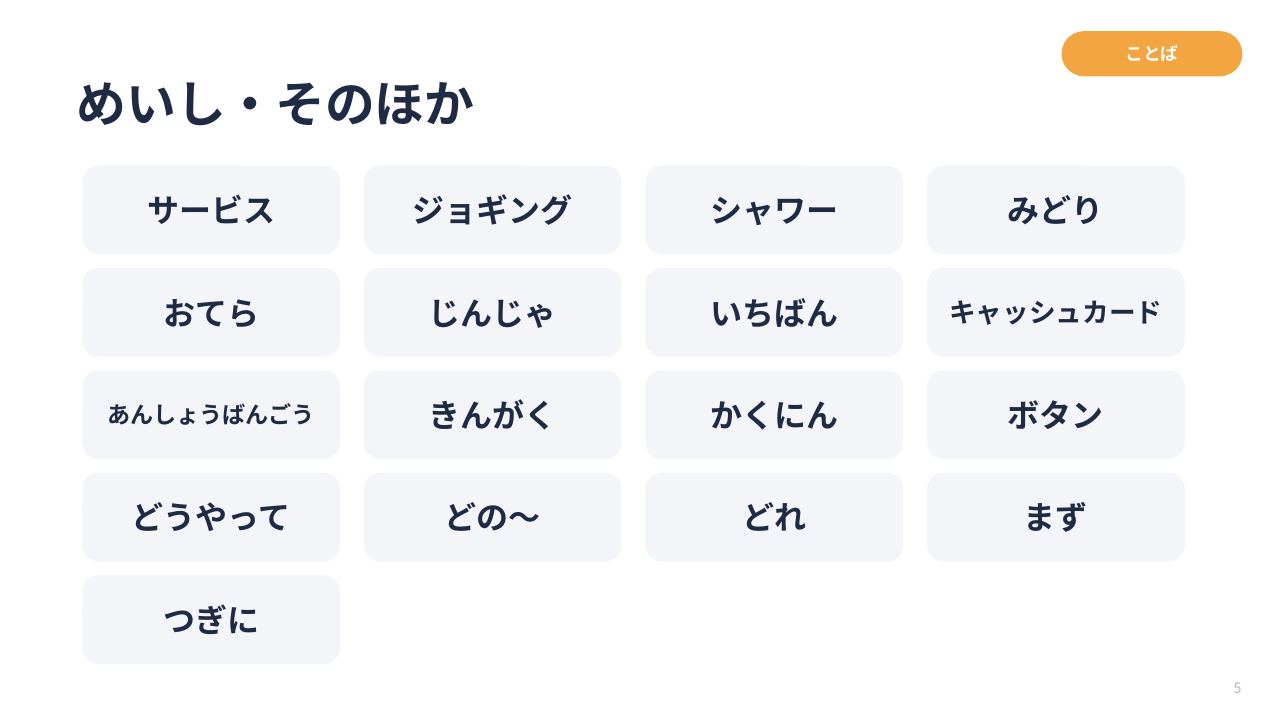 ことば
めいし・そのほか
サービス
ジョギング
シャワー
みどり
おてら
じんじゃ
いちばん
キャッシュカード
あんしょうばんごう
きんがく
かくにん
ボタン
どうやって
どの〜
どれ
まず
つぎに
5